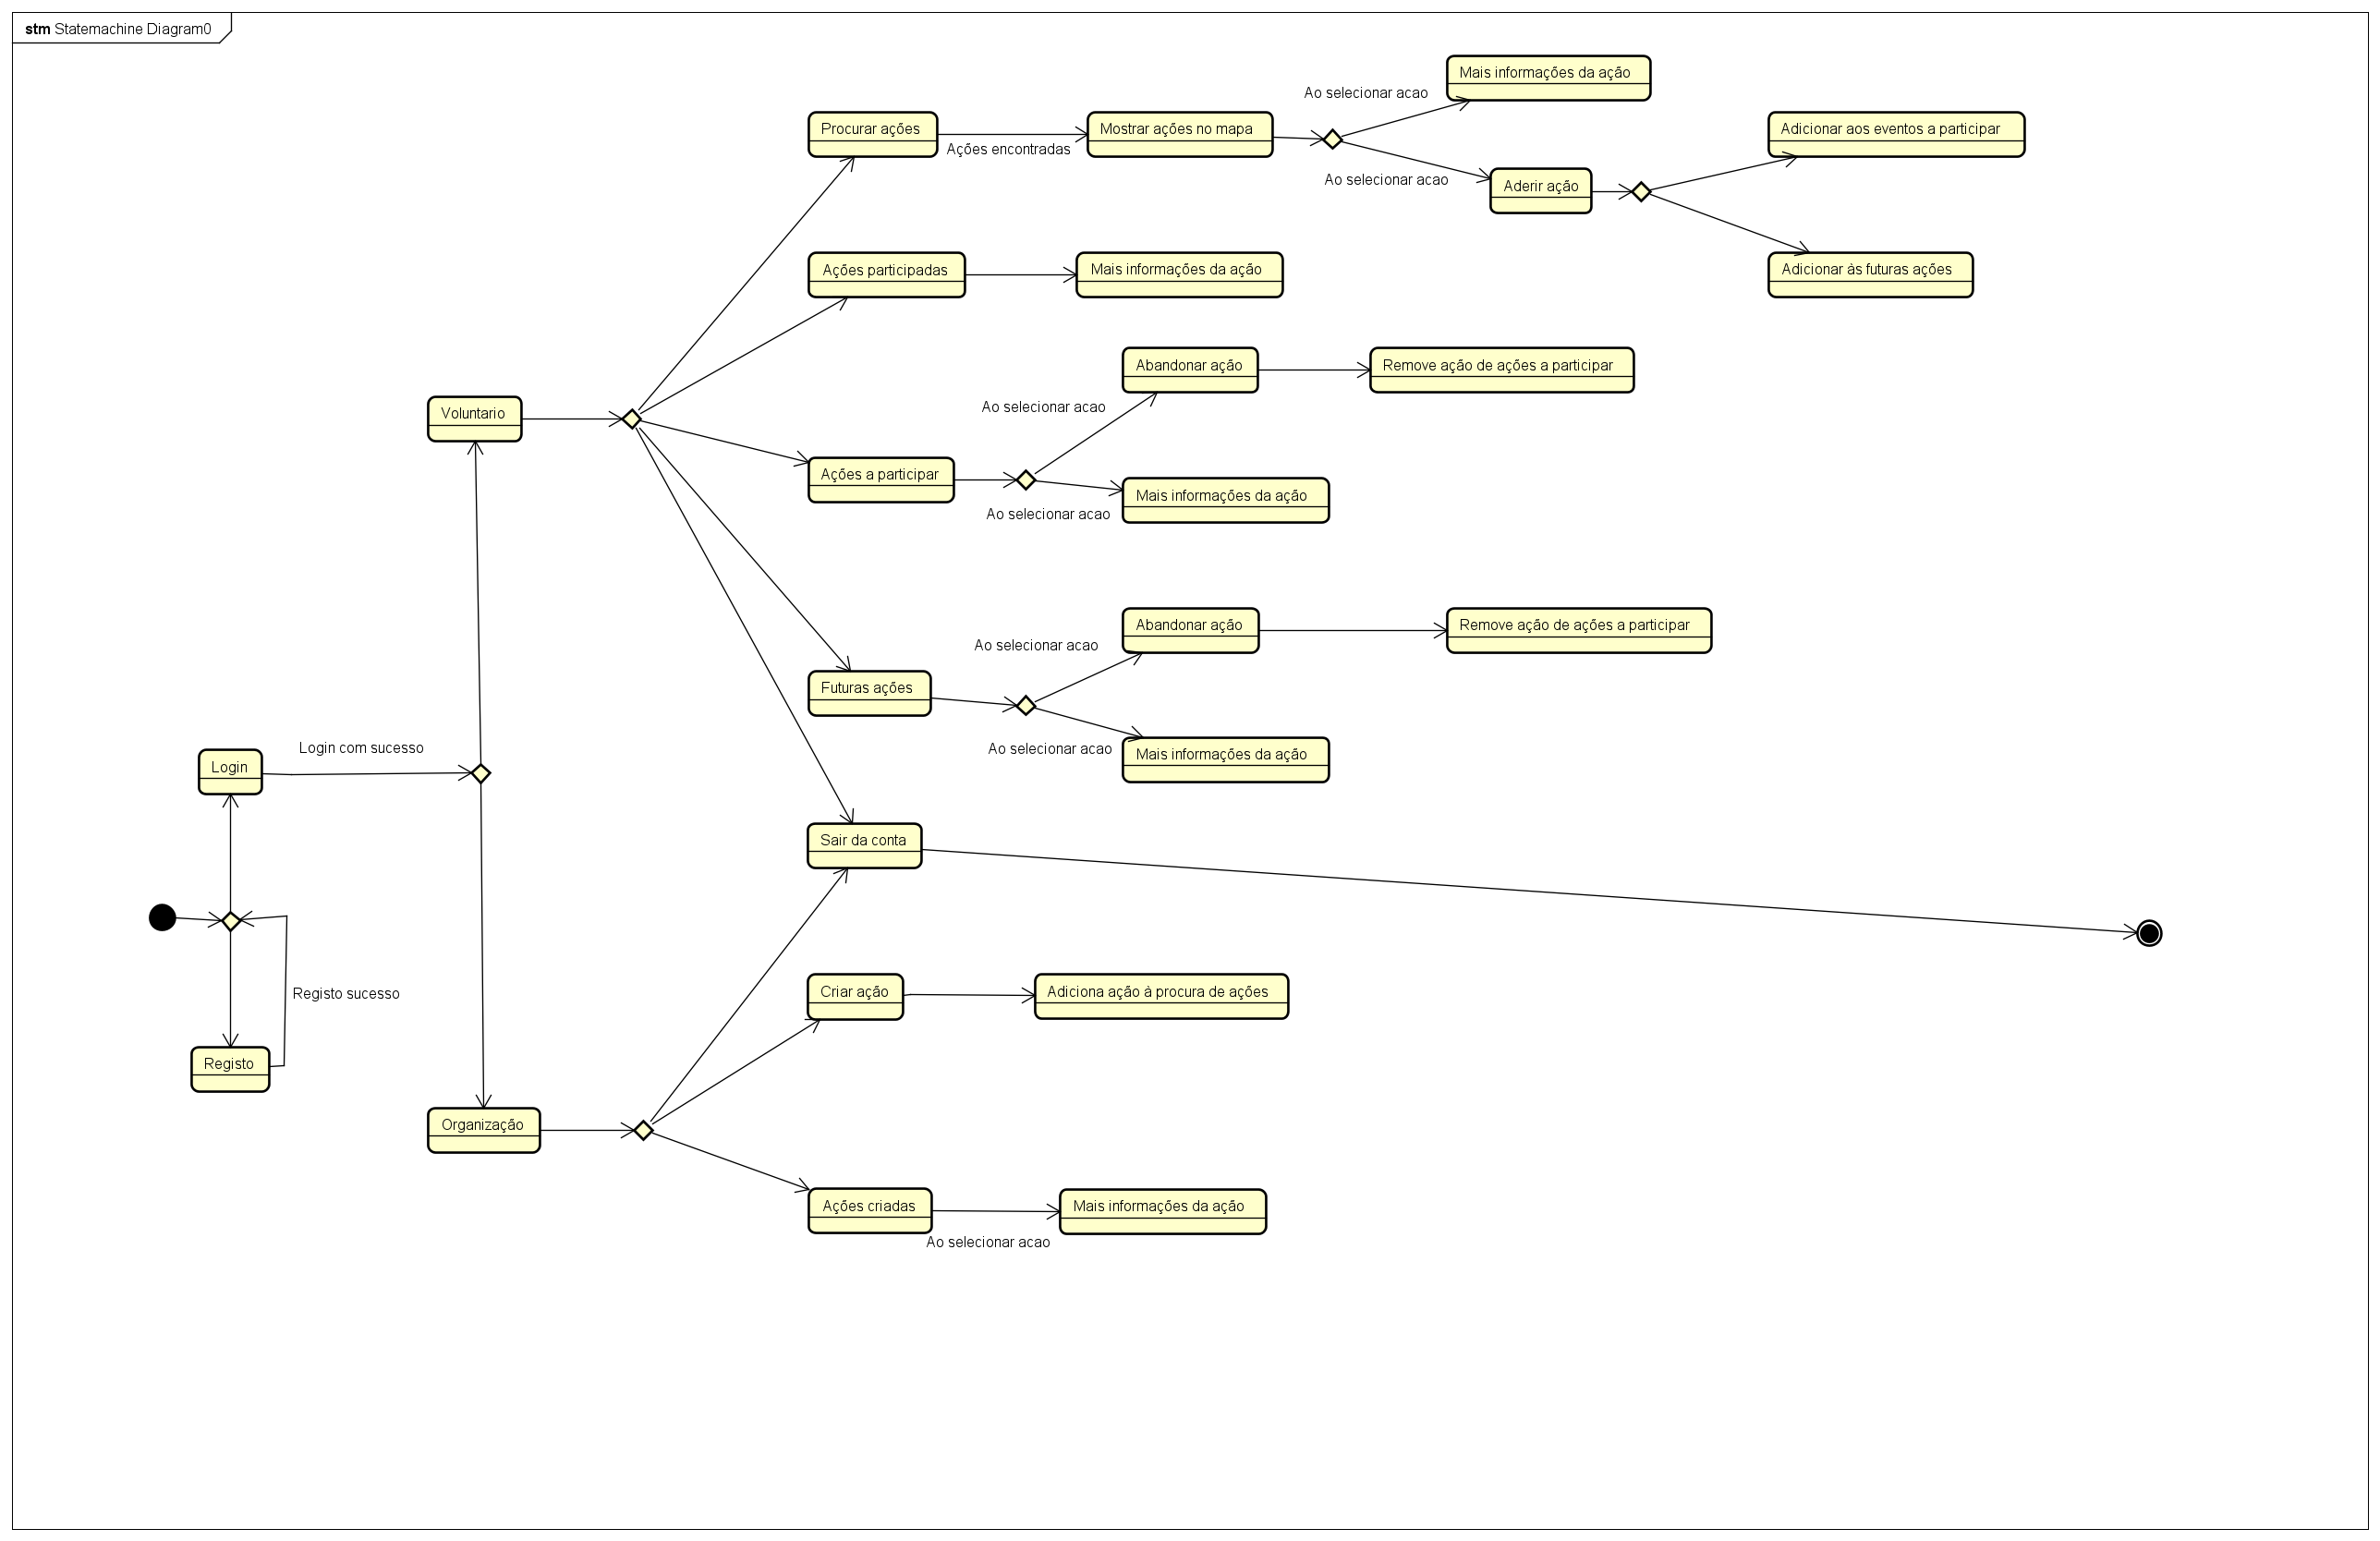 stm Statemachine Diagram0
Mais informações da ação
Ao selecionar acao
Procurar ações
Ações encontradas
Mostrar ações no mapa
Adicionar aos eventos a participar
Ao selecionar acao
Aderir ação
Ações participadas
Mais informações da ação
Adicionar às futuras ações
Abandonar ação
Remove ação de ações a participar
Ao selecionar acao
Voluntario
Ações a participar
Mais informações da ação
Ao selecionar acao
Abandonar ação
Remove ação de ações a participar
Ao selecionar acao
Futuras ações
Login com sucesso
Ao selecionar acao
Mais informações da ação
Login
Sair da conta
Registo sucesso
Criar ação
Adiciona ação à procura de ações
Registo
Organização
Ações criadas
Mais informações da ação
Ao selecionar acao